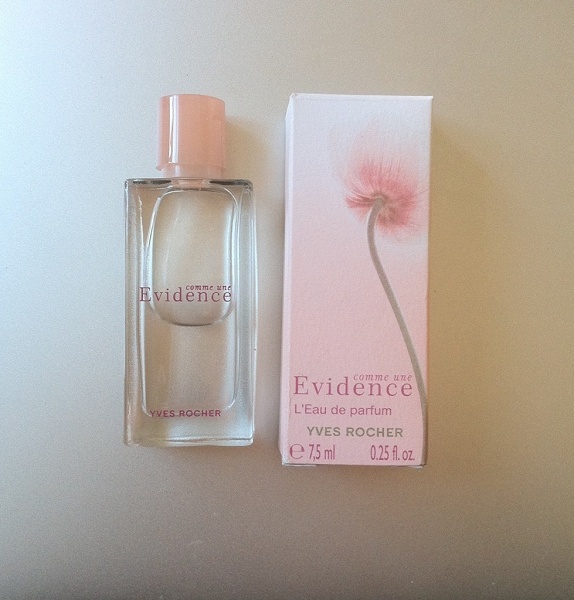 comme une
Evidence
YVES ROCHER
comme une
Evidence
L'Eau de parfum
YVES ROCHER
℮ 7,5 ml 0.25 fl. oz.